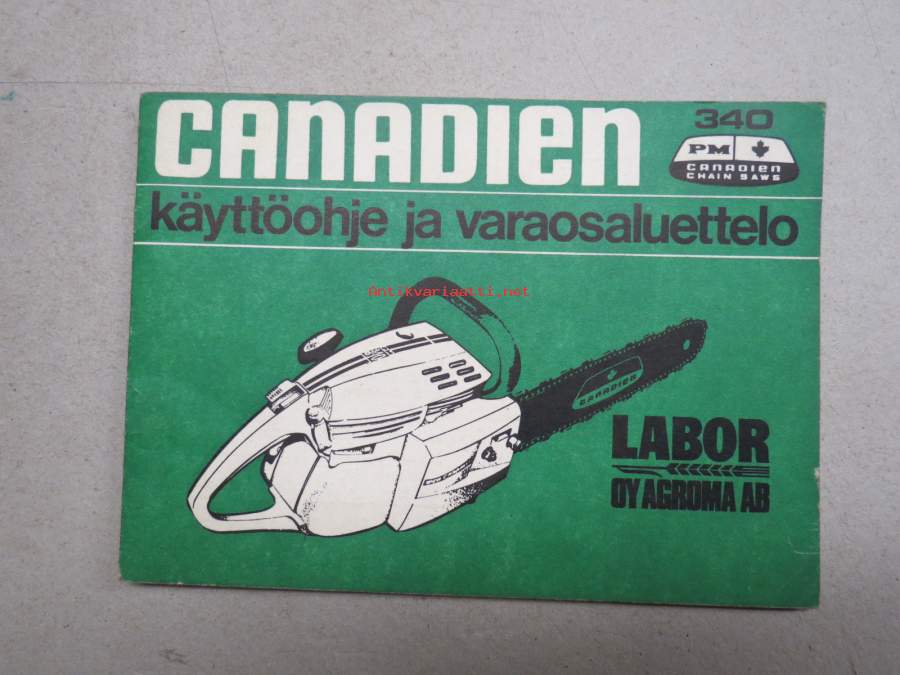 CANADIEN
340
PM
CANADIEN
CHAIN SAWS
käyttöohje ja varaosaluettelo
Antikvariaatti.net
CANADIEN
LABOR
OY AGROMA AB